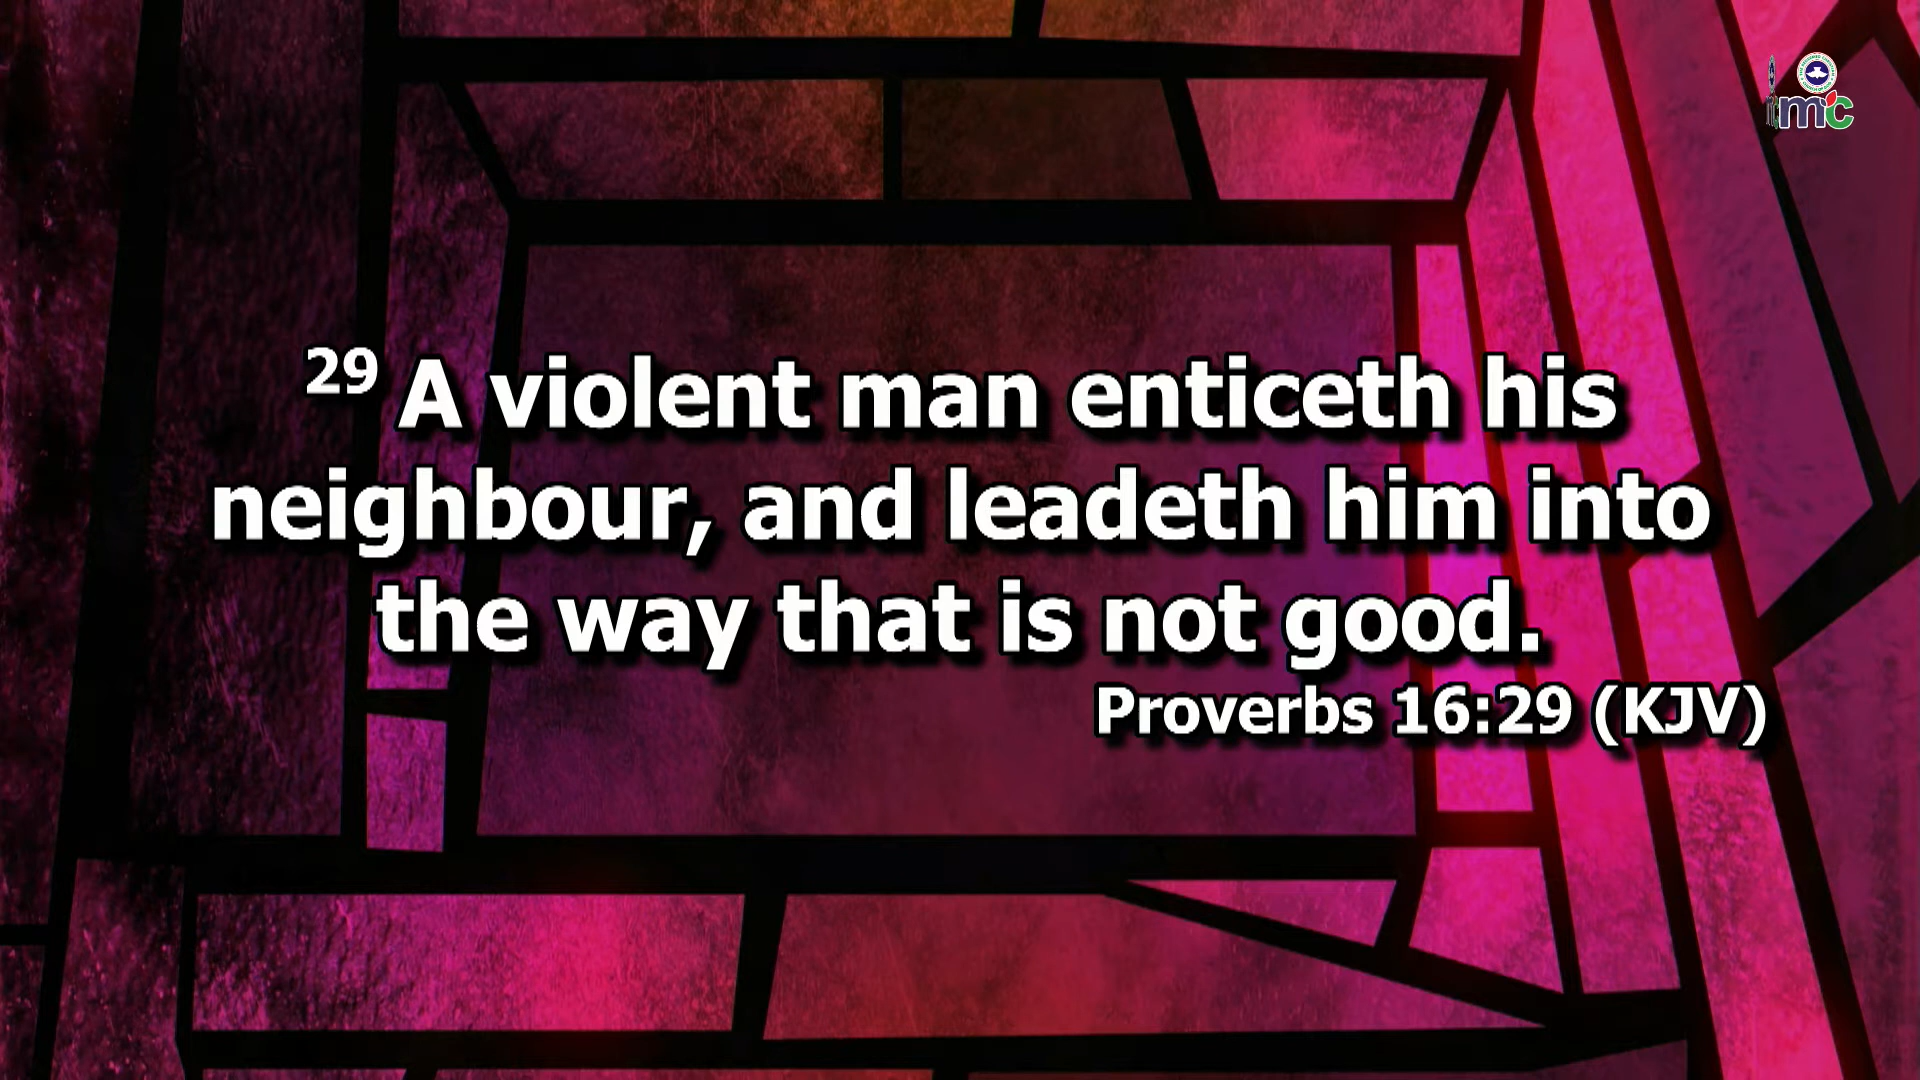 29 A violent man enticeth his
neighbour, and leadeth him into
the way that is not good.
Proverbs 16:29 (KJV)
mc